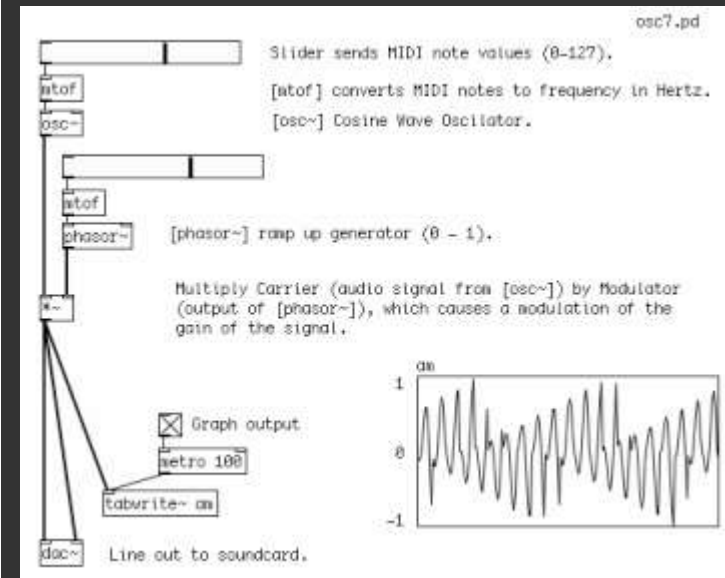 osc7.pd
Slider sends MIDI note values (0-127).
mtof
[mtof] converts MIDI notes to frequency in Hertz.
osc~
[osc~] Cosine Wave Oscilator.
mtof
phasor~
[phasor~] ramp up generator (0 - 1).
Multiply Carrier (audio signal from [osc~]) by Modulator
(output of [phasor~]), which causes a modulation of the
gain of the signal.
*~
am
1
0
-1
Graph output
metro 100
tabwrite~ am
dac~
Line out to soundcard.